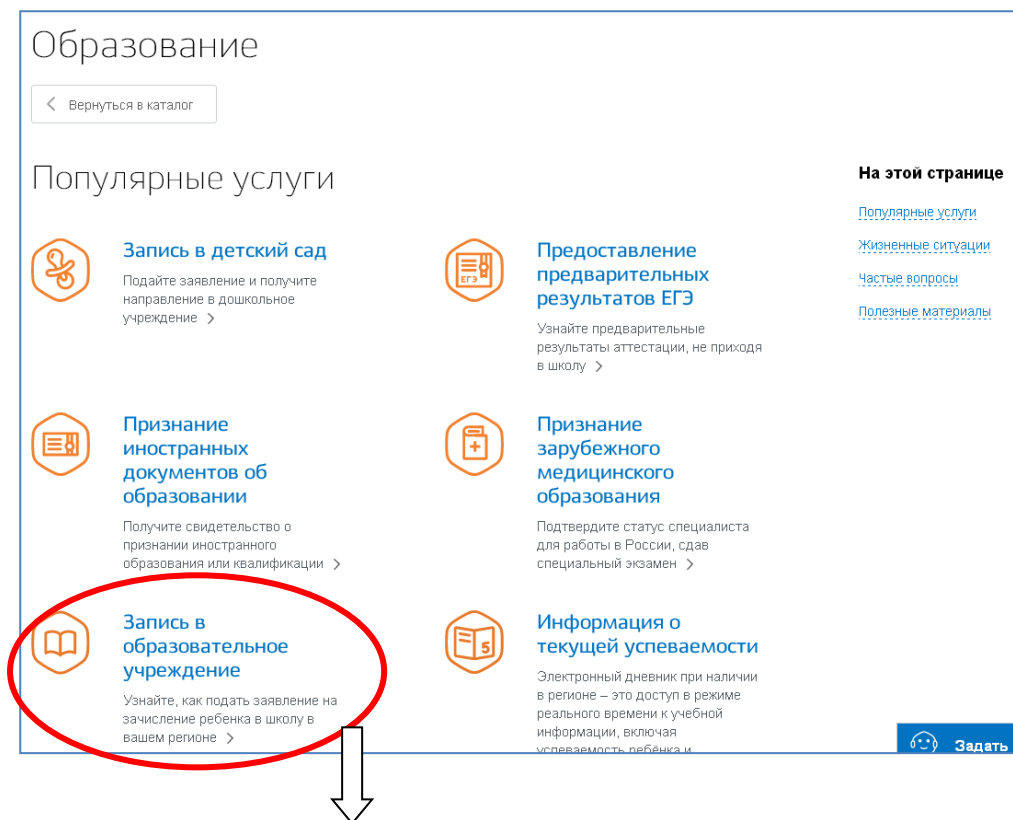 Образование
Вернуться в каталог
Популярные услуги
Запись в детский сад
Подайте заявление и получите
направление в дошкольное
учреждение
ЕГЭ
Предоставление
предварительных
результатов ЕГЭ
Узнайте предварительные
результаты аттестации, не приходя
в школу
Признание
иностранных
документов об
образовании
Получите свидетельство о
признании иностранного
образования или квалификации
Признание
зарубежного
медицинского
образования
Подтвердите статус специалиста
для работы в России, сдав
специальный экзамен
Запись в
образовательное
учреждение
Узнайте, как подать заявление на
зачисление ребенка в школу в
вашем регионе
5
Информация о
текущей успеваемости
Электронный дневник при наличии
в регионе – это доступ в режиме
реального времени к учебной
информации, включая
успеваемость ребёнка и
На этой странице
Популярные услуги
Жизненные ситуации
Частые вопросы
Полезные материалы
Задать